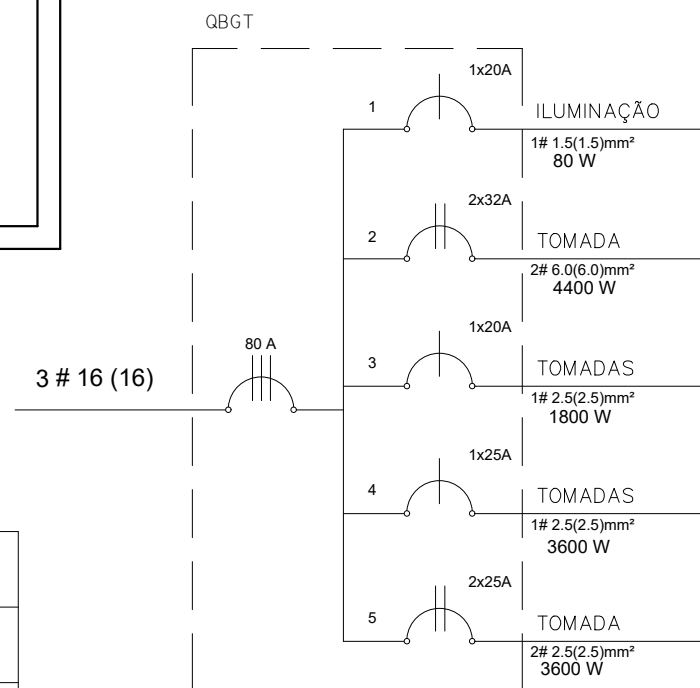 QBGT
1x20A
1
ILUMINAÇÃO
1# 1.5(1.5)mm²
80 W
2x32A
2
TOMADA
2# 6.0(6.0)mm²
4400 W
80 A
3 # 16 (16)
1x20A
3
TOMADAS
1# 2.5(2.5)mm²
1800 W
1x25A
4
TOMADAS
1# 2.5(2.5)mm²
3600 W
2x25A
5
TOMADA
2# 2.5(2.5)mm²
3600 W